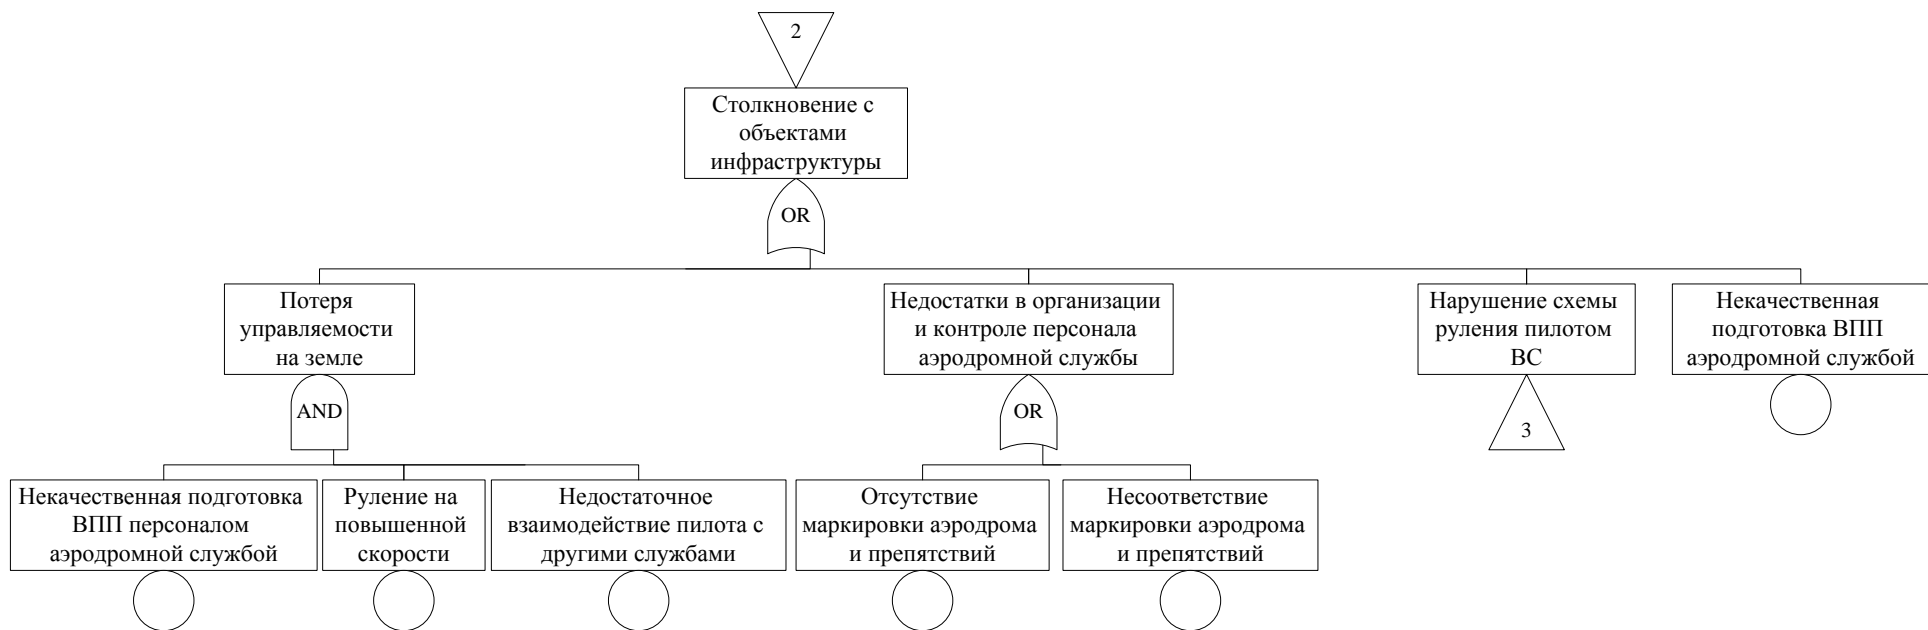 2
Столкновение с
объектами
инфраструктуры
OR
Потеря
управляемости
на земле
Недостатки в организации
и контроле персонала
аэродромной службы
Нарушение схемы
руления пилотом
ВС
Некачественная
подготовка ВПП
аэродромной службой
AND
OR
3
Некачественная подготовка
ВПП персоналом
аэродромной службой
Руление на
повышенной
скорости
Недостаточное
взаимодействие пилота с
другими службами
Отсутствие
маркировки аэродрома
и препятствий
Несоответствие
маркировки аэродрома
и препятствий